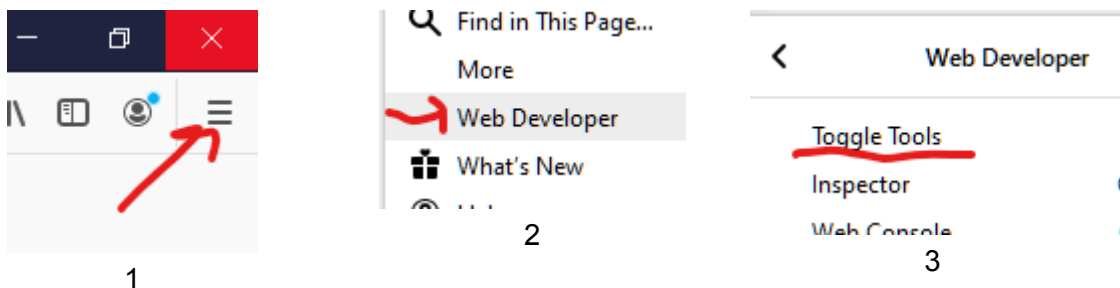 Find in This Page...
More
Web Developer
What's New
Web Developer
Toggle Tools
Inspector
Web Console
1
2
3